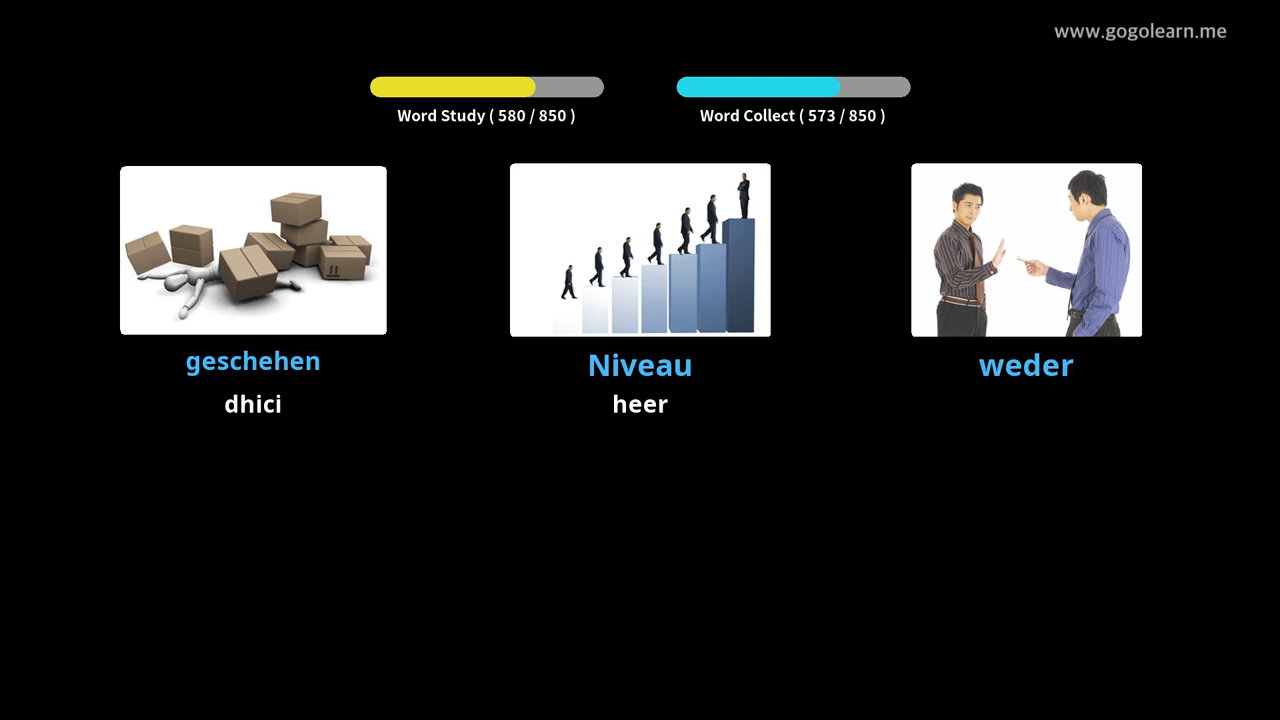 www.gogolearn.me
Word Study ( 580 / 850 )
Word Collect ( 573 / 850 )
geschehen
Niveau
weder
dhici
heer